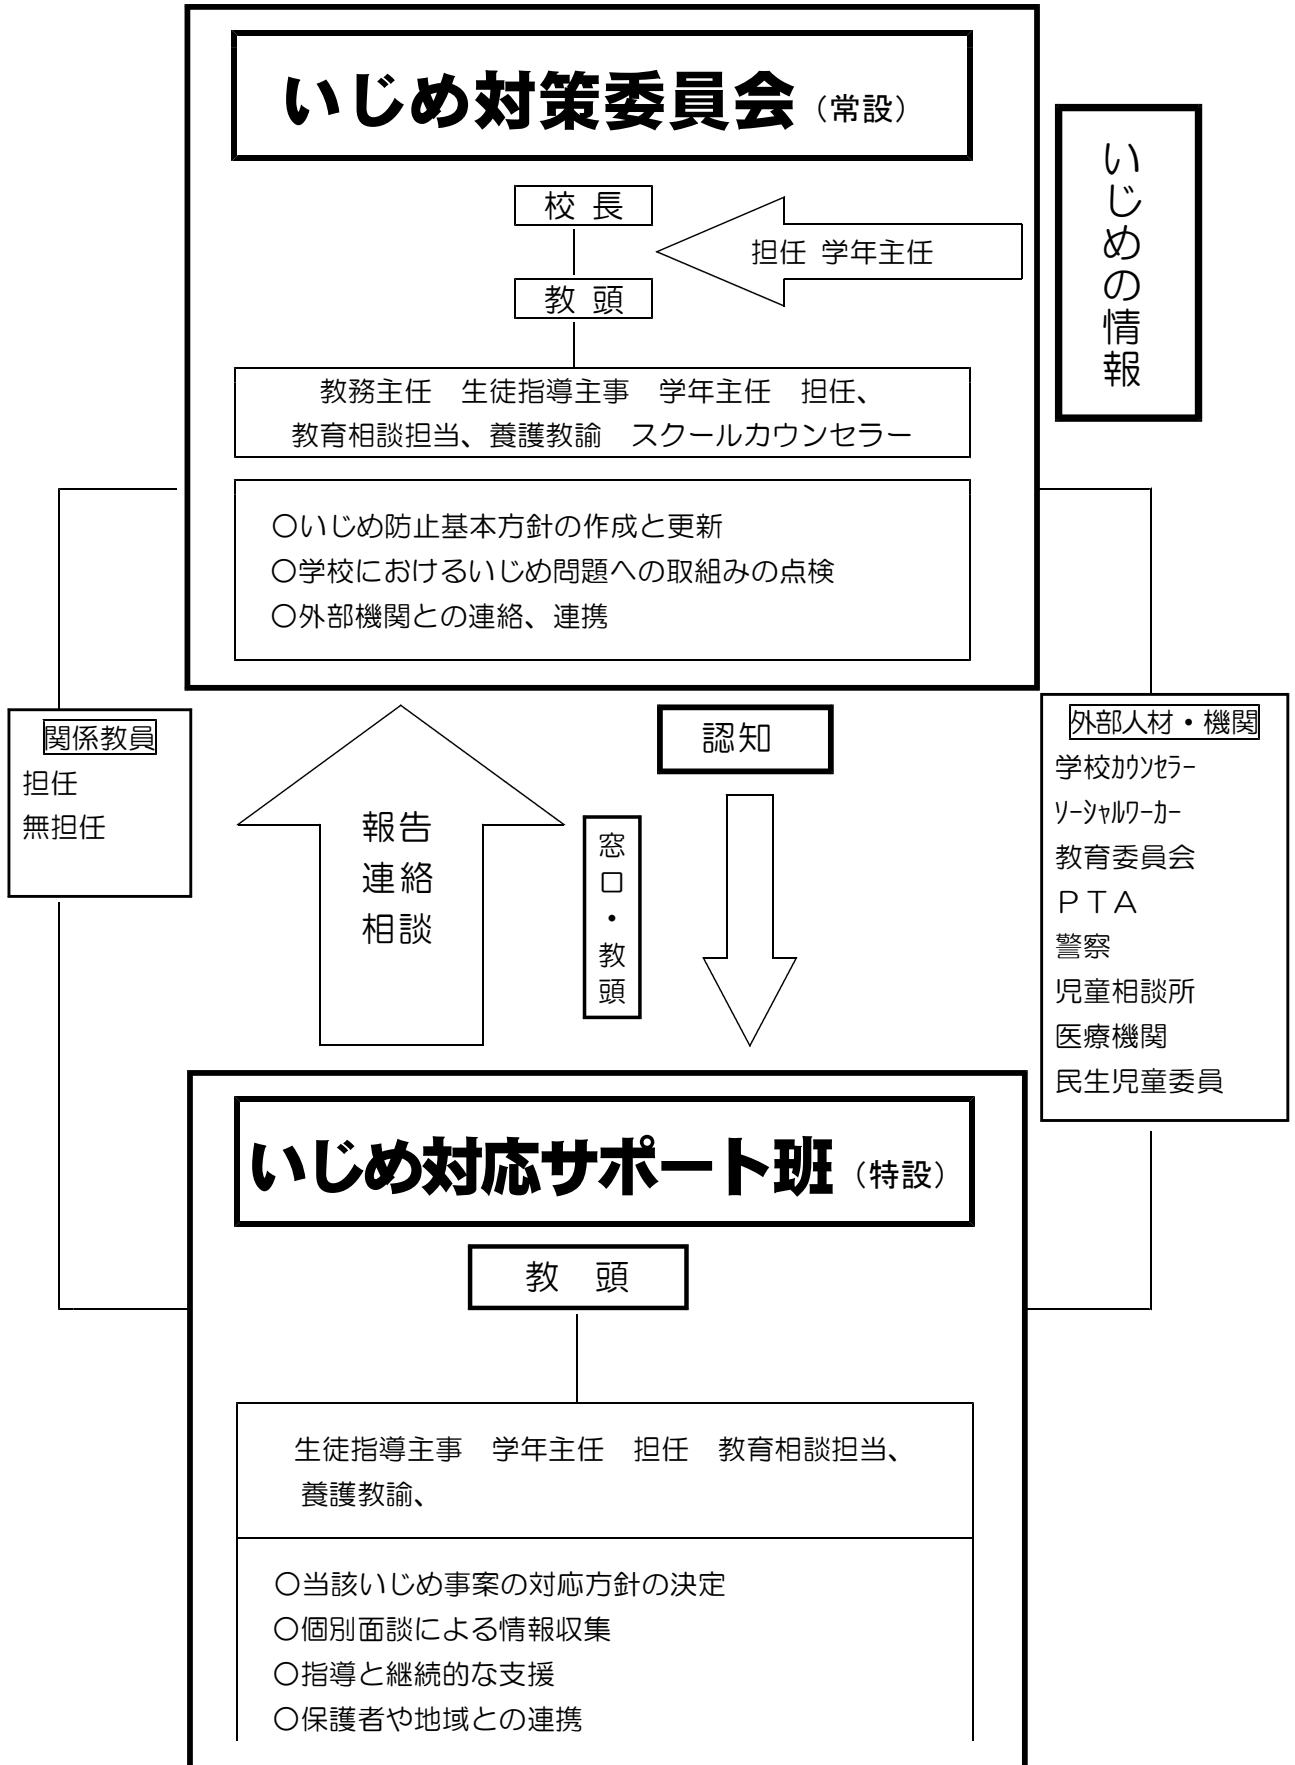 いじめ対策委員会（常設）
いじめの情報
校 長
担任 学年主任
教 頭
教務主任　生徒指導主事　学年主任　担任、
教育相談担当、養護教諭　スクールカウンセラー
○いじめ防止基本方針の作成と更新
○学校におけるいじめ問題への取組みの点検
○外部機関との連絡、連携
関係教員
担任
無担任
報告
連絡
相談
認知
窓口・教頭
外部人材・機関
学校ｶｳﾝｾﾗｰ
ｿｰｼｬﾙﾜｰｶｰ
教育委員会
ＰＴＡ
警察
児童相談所
医療機関
民生児童委員
いじめ対応サポート班（特設）
教　頭
生徒指導主事　学年主任　担任　教育相談担当、
養護教諭、
○当該いじめ事案の対応方針の決定
○個別面談による情報収集
○指導と継続的な支援
○保護者や地域との連携